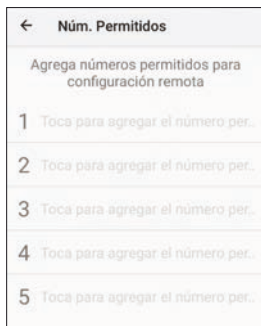 ← Núm. Permitidos
Agrega números permitidos para
configuración remota
1 Toca para agregar el número per...
2 Toca para agregar el número per...
3 Toca para agregar el número per...
4 Toca para agregar el número per...
5 Toca para agregar el número per...